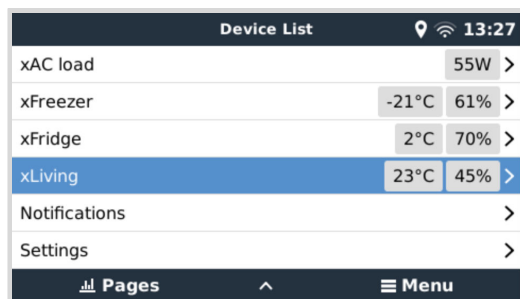 Device List 13:27
xAC load 55W
xFreezer -21°C 61%
xFridge 2°C 70%
xLiving 23°C 45%
Notifications
Settings
Pages Menu